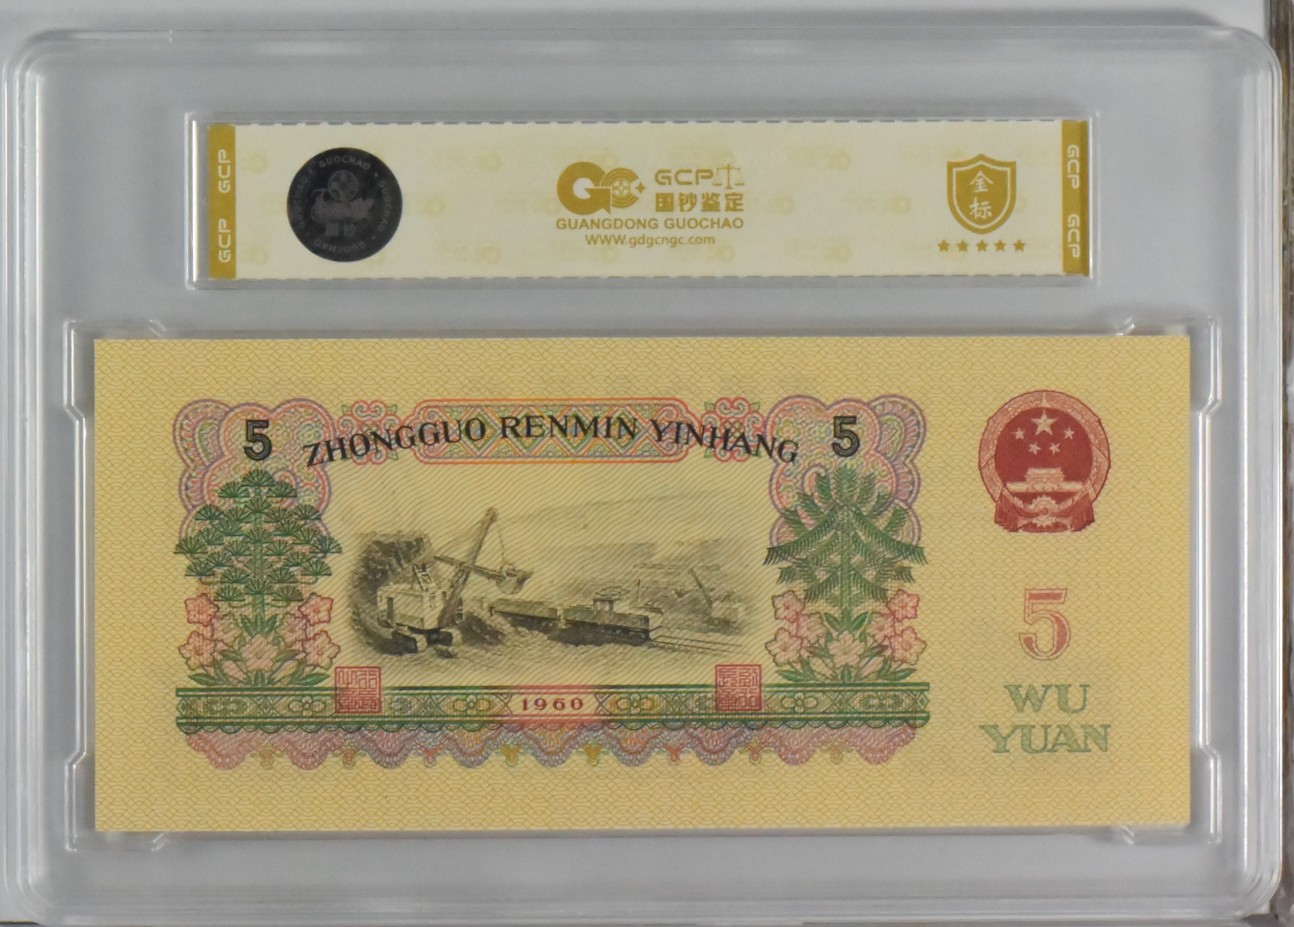 GCP GCP
GUOCHAO
GCP
国钞鉴定
GUANGDONG GUOCHAO
WWW.gdgcngc.com
金标
GCP GCP
5 ZHONGGUO RENMIN YINHANG 5
1960
5
WU
YUAN